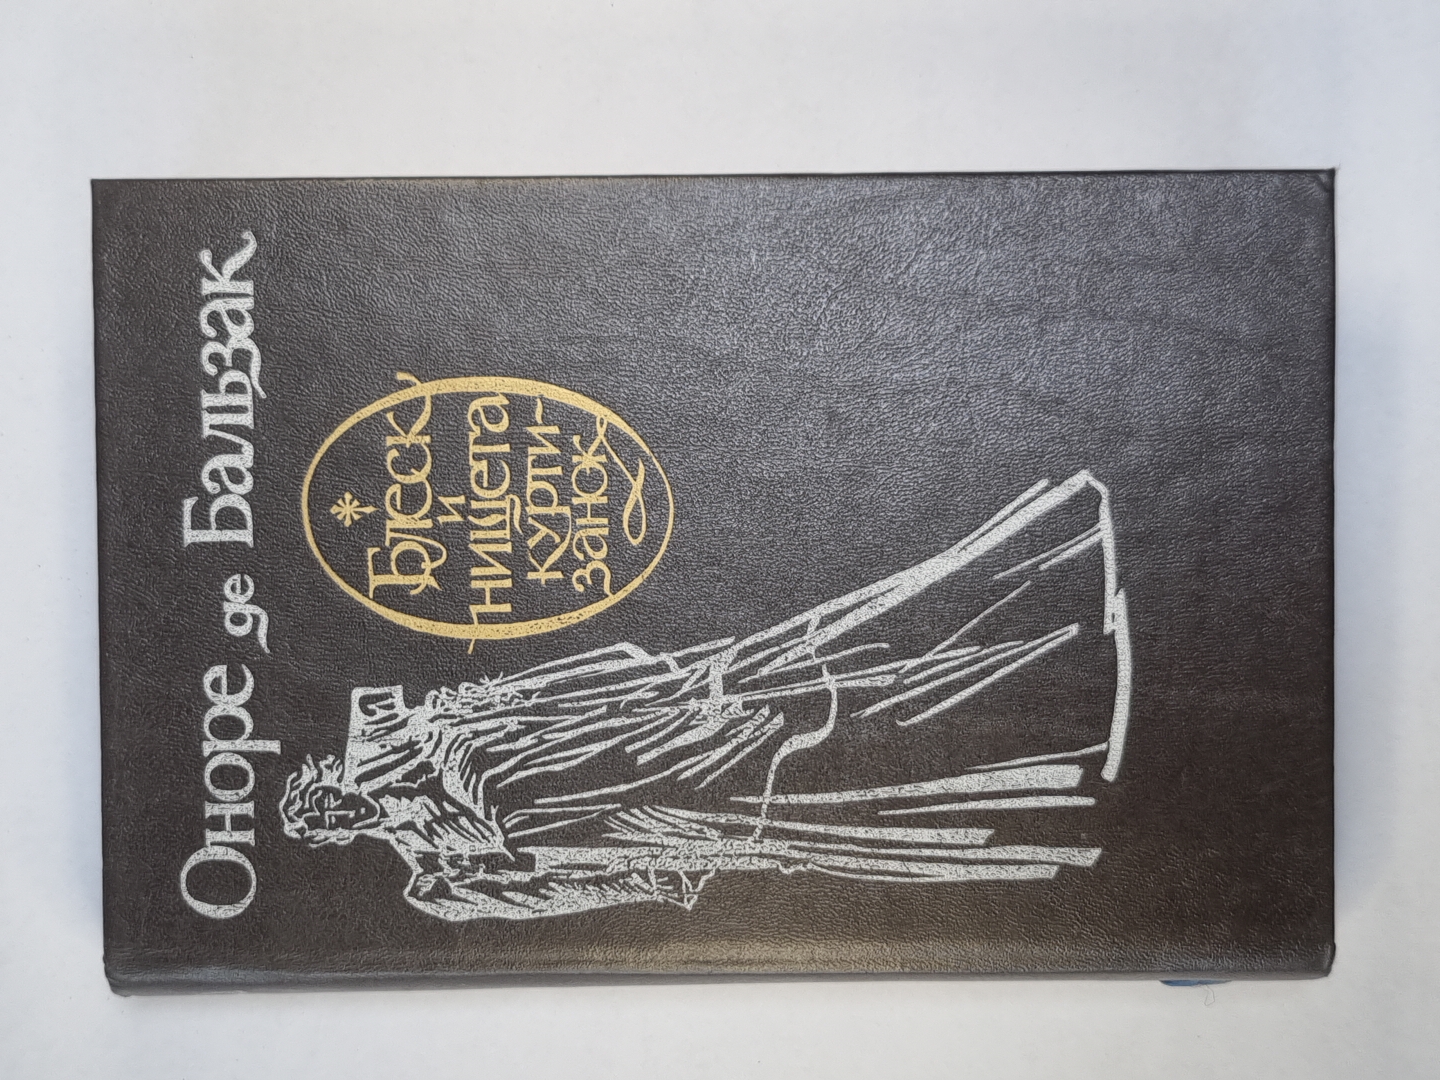 Оноре де Бальзак
Блеск
и
нищета
курти-
занок